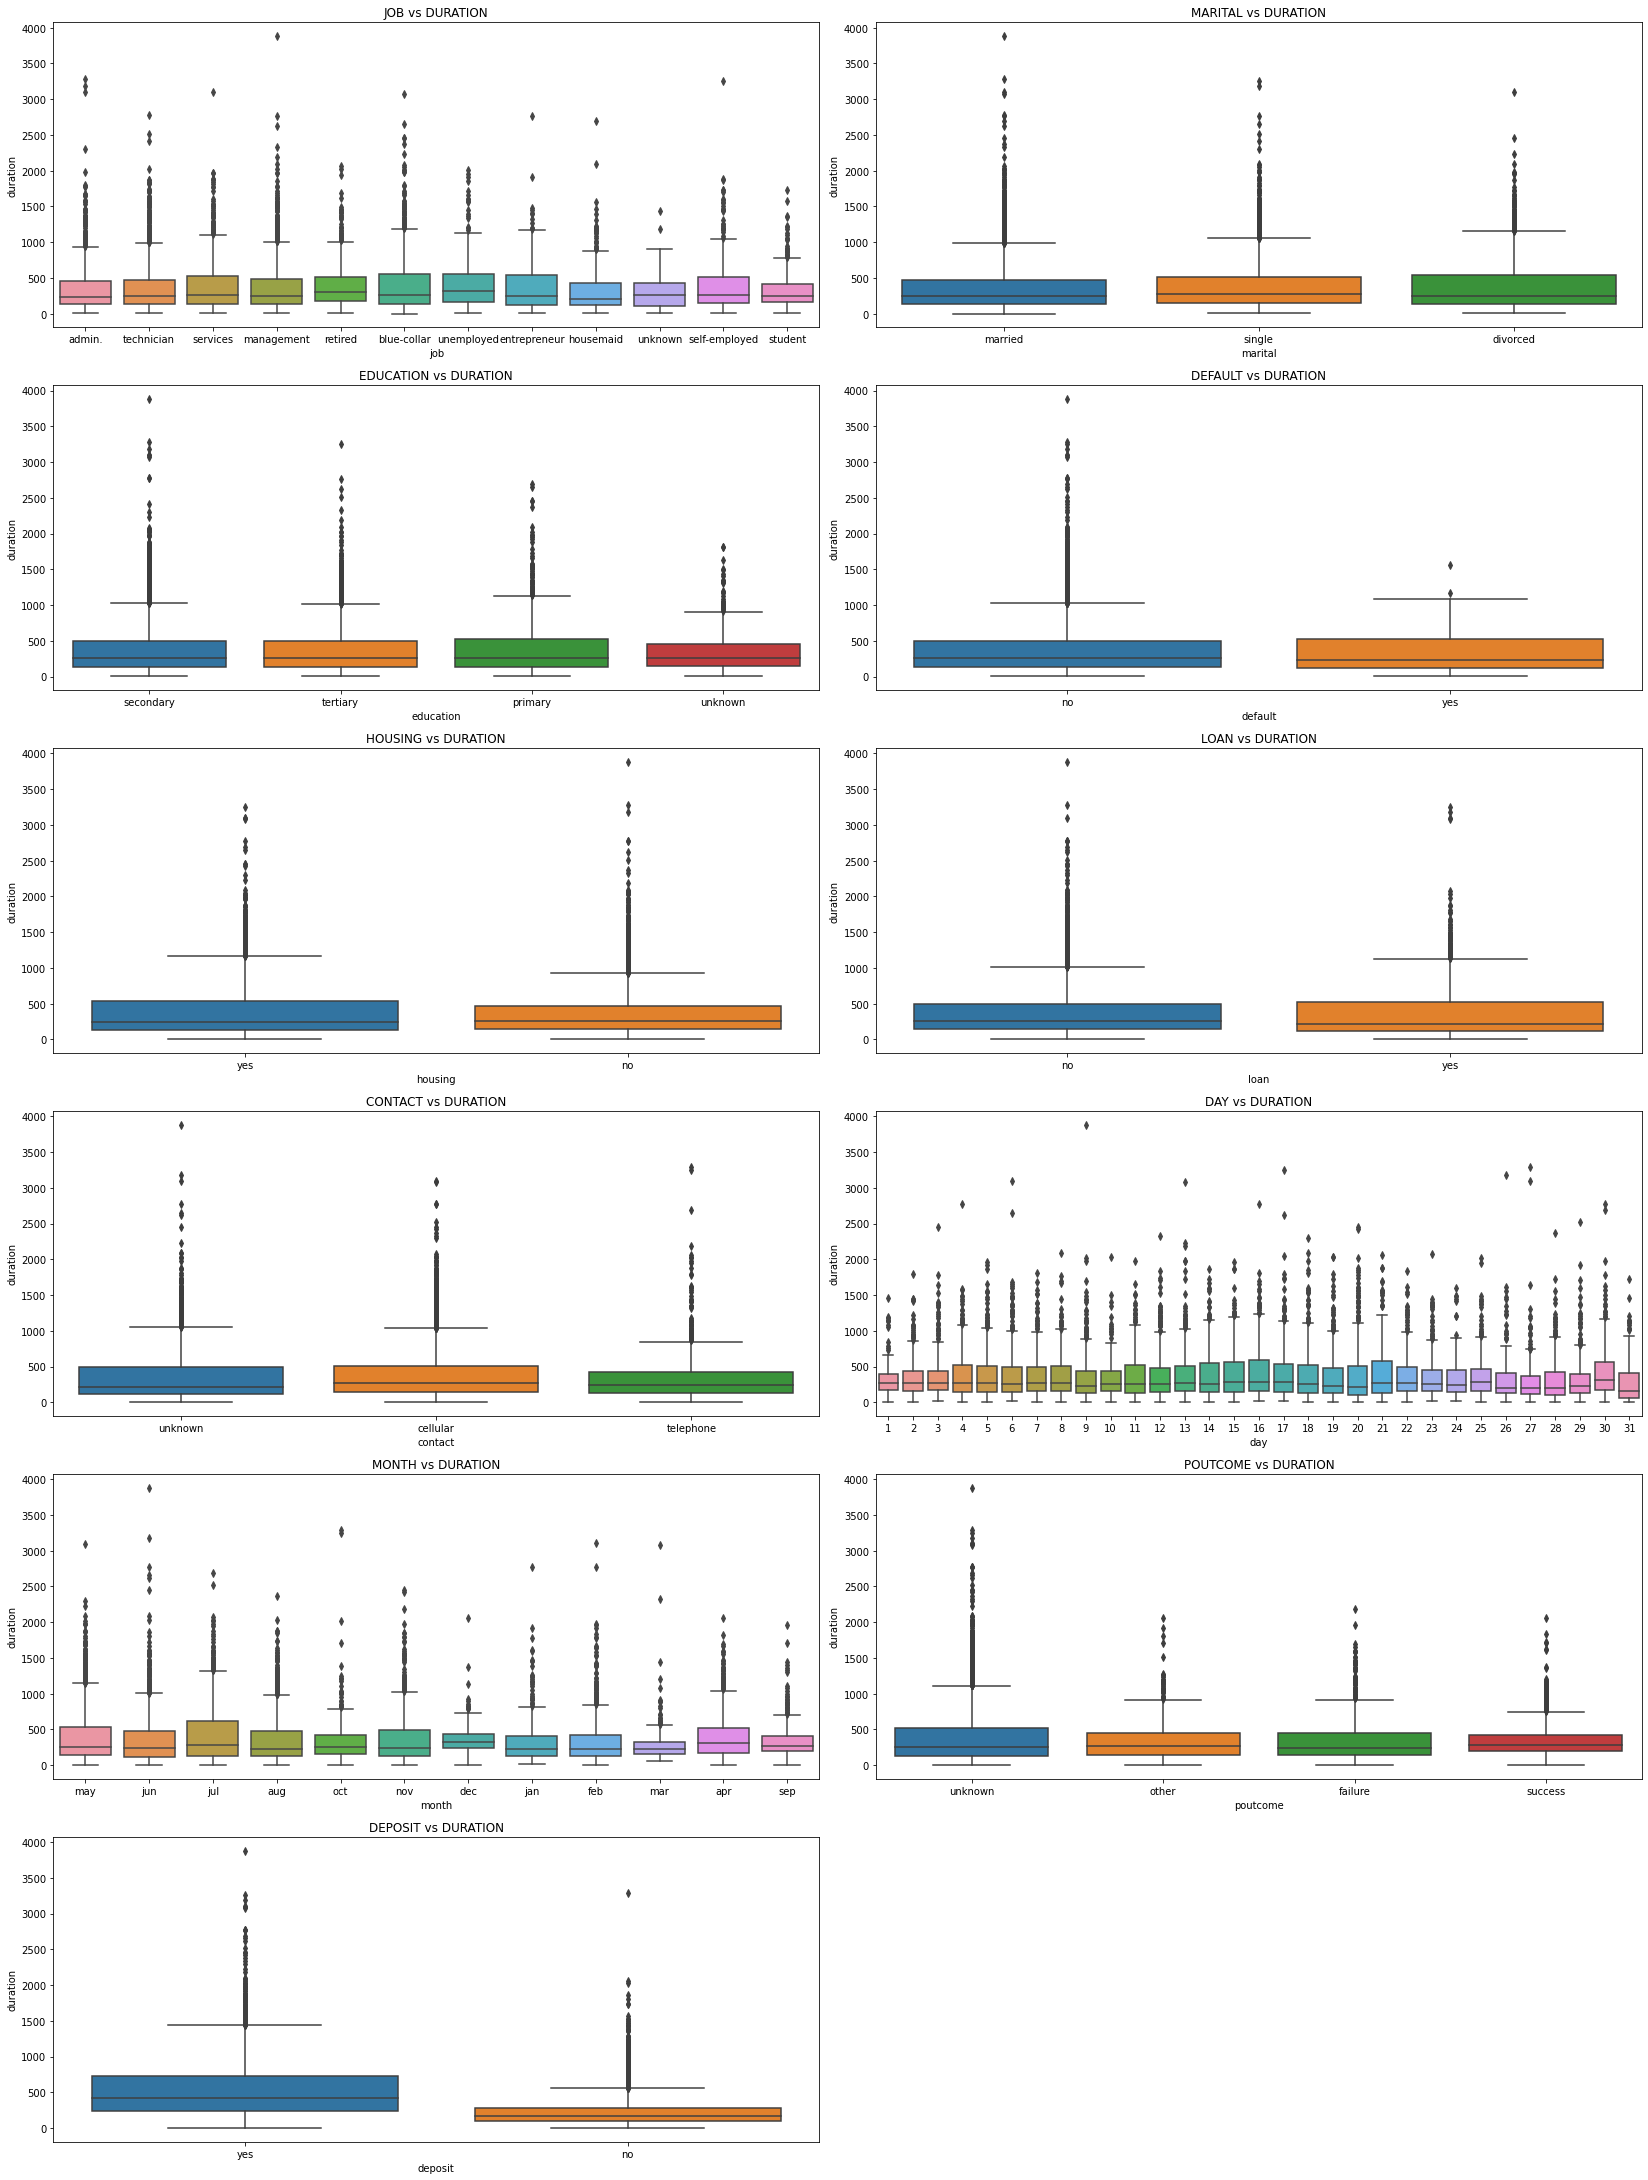 JOB vs DURATION
4000
3500
3000
2500
2000
1500
1000
500
0
duration
admin. technician services management retired blue-collar unemployed entrepreneur housemaid unknown self-employed student
job
MARITAL vs DURATION
4000
3500
3000
2500
2000
1500
1000
500
0
duration
married single divorced
marital
EDUCATION vs DURATION
4000
3500
3000
2500
2000
1500
1000
500
0
duration
secondary tertiary primary unknown
education
DEFAULT vs DURATION
4000
3500
3000
2500
2000
1500
1000
500
0
duration
no yes
default
HOUSING vs DURATION
4000
3500
3000
2500
2000
1500
1000
500
0
duration
yes no
housing
LOAN vs DURATION
4000
3500
3000
2500
2000
1500
1000
500
0
duration
no yes
loan
CONTACT vs DURATION
4000
3500
3000
2500
2000
1500
1000
500
0
duration
unknown cellular telephone
contact
DAY vs DURATION
4000
3500
3000
2500
2000
1500
1000
500
0
duration
1 2 3 4 5 6 7 8 9 10 11 12 13 14 15 16 17 18 19 20 21 22 23 24 25 26 27 28 29 30 31
day
MONTH vs DURATION
4000
3500
3000
2500
2000
1500
1000
500
0
duration
may jun jul aug oct nov dec jan feb mar apr sep
month
POUTCOME vs DURATION
4000
3500
3000
2500
2000
1500
1000
500
0
duration
unknown other failure success
poutcome
DEPOSIT vs DURATION
4000
3500
3000
2500
2000
1500
1000
500
0
duration
yes no
deposit